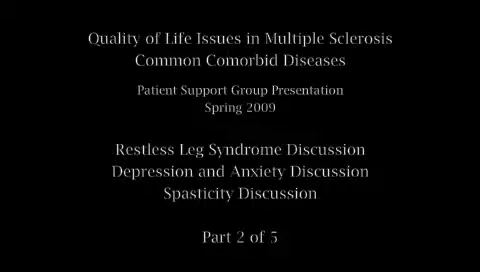 Quality of Life Issues in Multiple Sclerosis
Common Comorbid Diseases
Patient Support Group Presentation
Spring 2009
Restless Leg Syndrome Discussion
Depression and Anxiety Discussion
Spasticity Discussion
Part 2 of 5